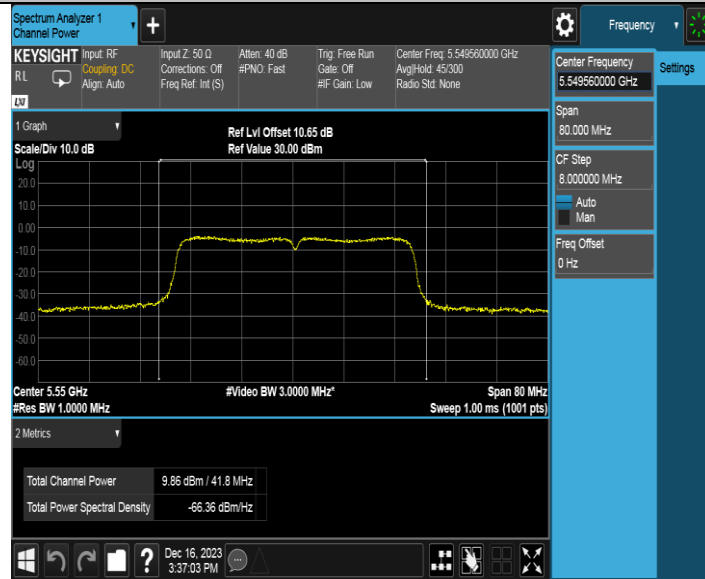 Spectrum Analyzer 1
Channel Power
Frequency
KEYSIGHT Input: RF Input Z: 50 Ω Atten: 40 dB Trig: Free Run Center Freq: 5.549560000 GHz
RL Coupling: DC Corrections: Off #PNO: Fast Gate: Off Avg|Hold: 45/300
Align: Auto Freq Ref: Int (S) #IF Gain: Low Radio Std: None
LXI
Center Frequency
5.549560000 GHz
Settings
Span
80.000 MHz
CF Step
8.000000 MHz
Auto
Man
Freq Offset
0 Hz
1 Graph
Ref Lvl Offset 10.65 dB
Scale/Div 10.0 dB Ref Value 30.00 dBm
Log
20.0
10.0
0.00
-10.0
-20.0
-30.0
-40.0
-50.0
-60.0
Center 5.55 GHz #Video BW 3.0000 MHz* Span 80 MHz
#Res BW 1.0000 MHz Sweep 1.00 ms (1001 pts)
2 Metrics
Total Channel Power 9.86 dBm / 41.8 MHz
Total Power Spectral Density -66.36 dBm/Hz
? Dec 16, 2023
3:37:03 PM